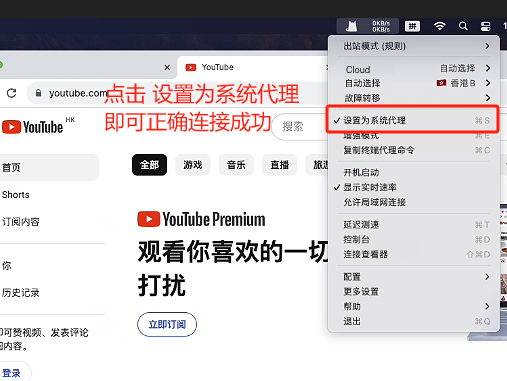 0KB/s
0KB/s
拼
出站模式 (规则)
Cloud 自动选择
自动选择 香港 B
故障转移
设置为系统代理 ⌘S
增强模式 ⌘E
复制终端代理命令 ⌘C
开机启动
显示实时速率
允许局域网连接
延迟测速 ⌘T
控制台 ⌘D
连接查看器 ⇧⌘D
配置
更多设置
帮助
退出 ⌘Q
YouTube
youtube.com
点击 设置为系统代理
即可正确连接成功
YouTube HK
搜索
首页
Shorts
订阅内容
你
历史记录
即可赞视频、发表评论
阅内容。
登录
全部
游戏
音乐
直播
旅游
YouTube Premium
观看你喜欢的一切
打扰
立即订阅